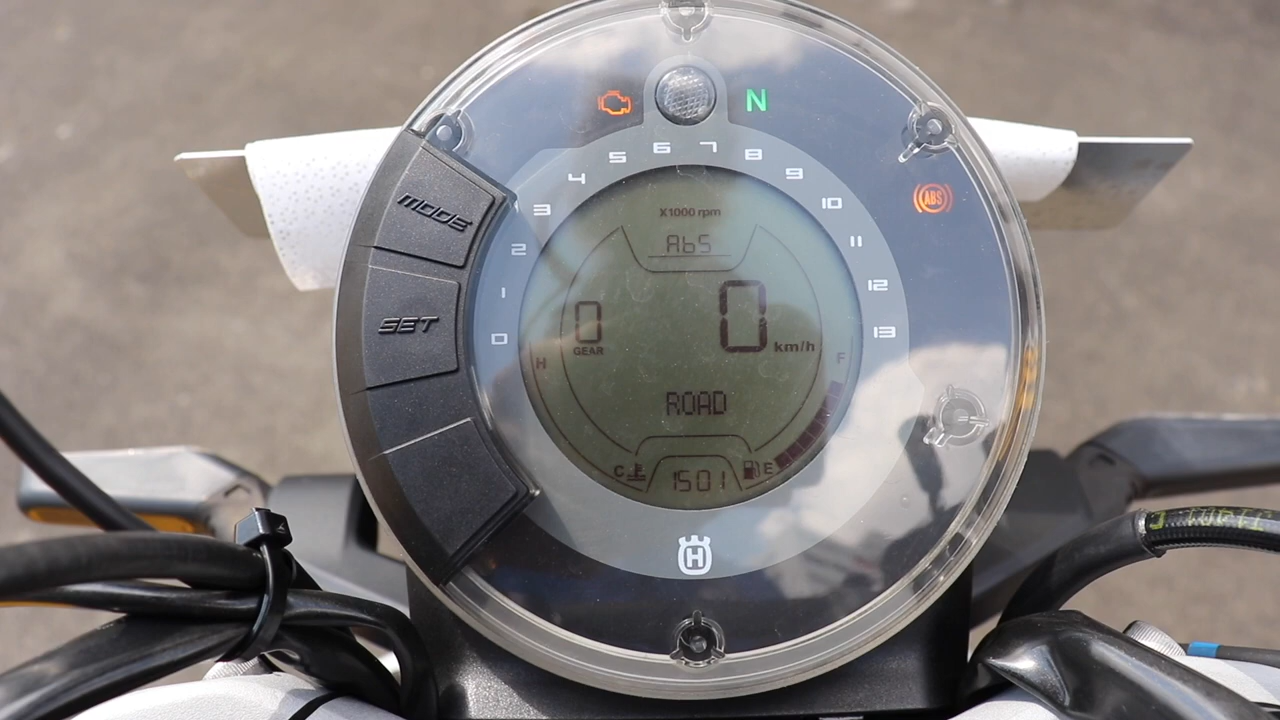 N
5 6 7 8
4 9
3 10
2 11
1 12
0 13
MODE
SET
ABS
X1000 rpm
AbS
0 0
GEAR km/h
H F
ROAD
C E
1501
H